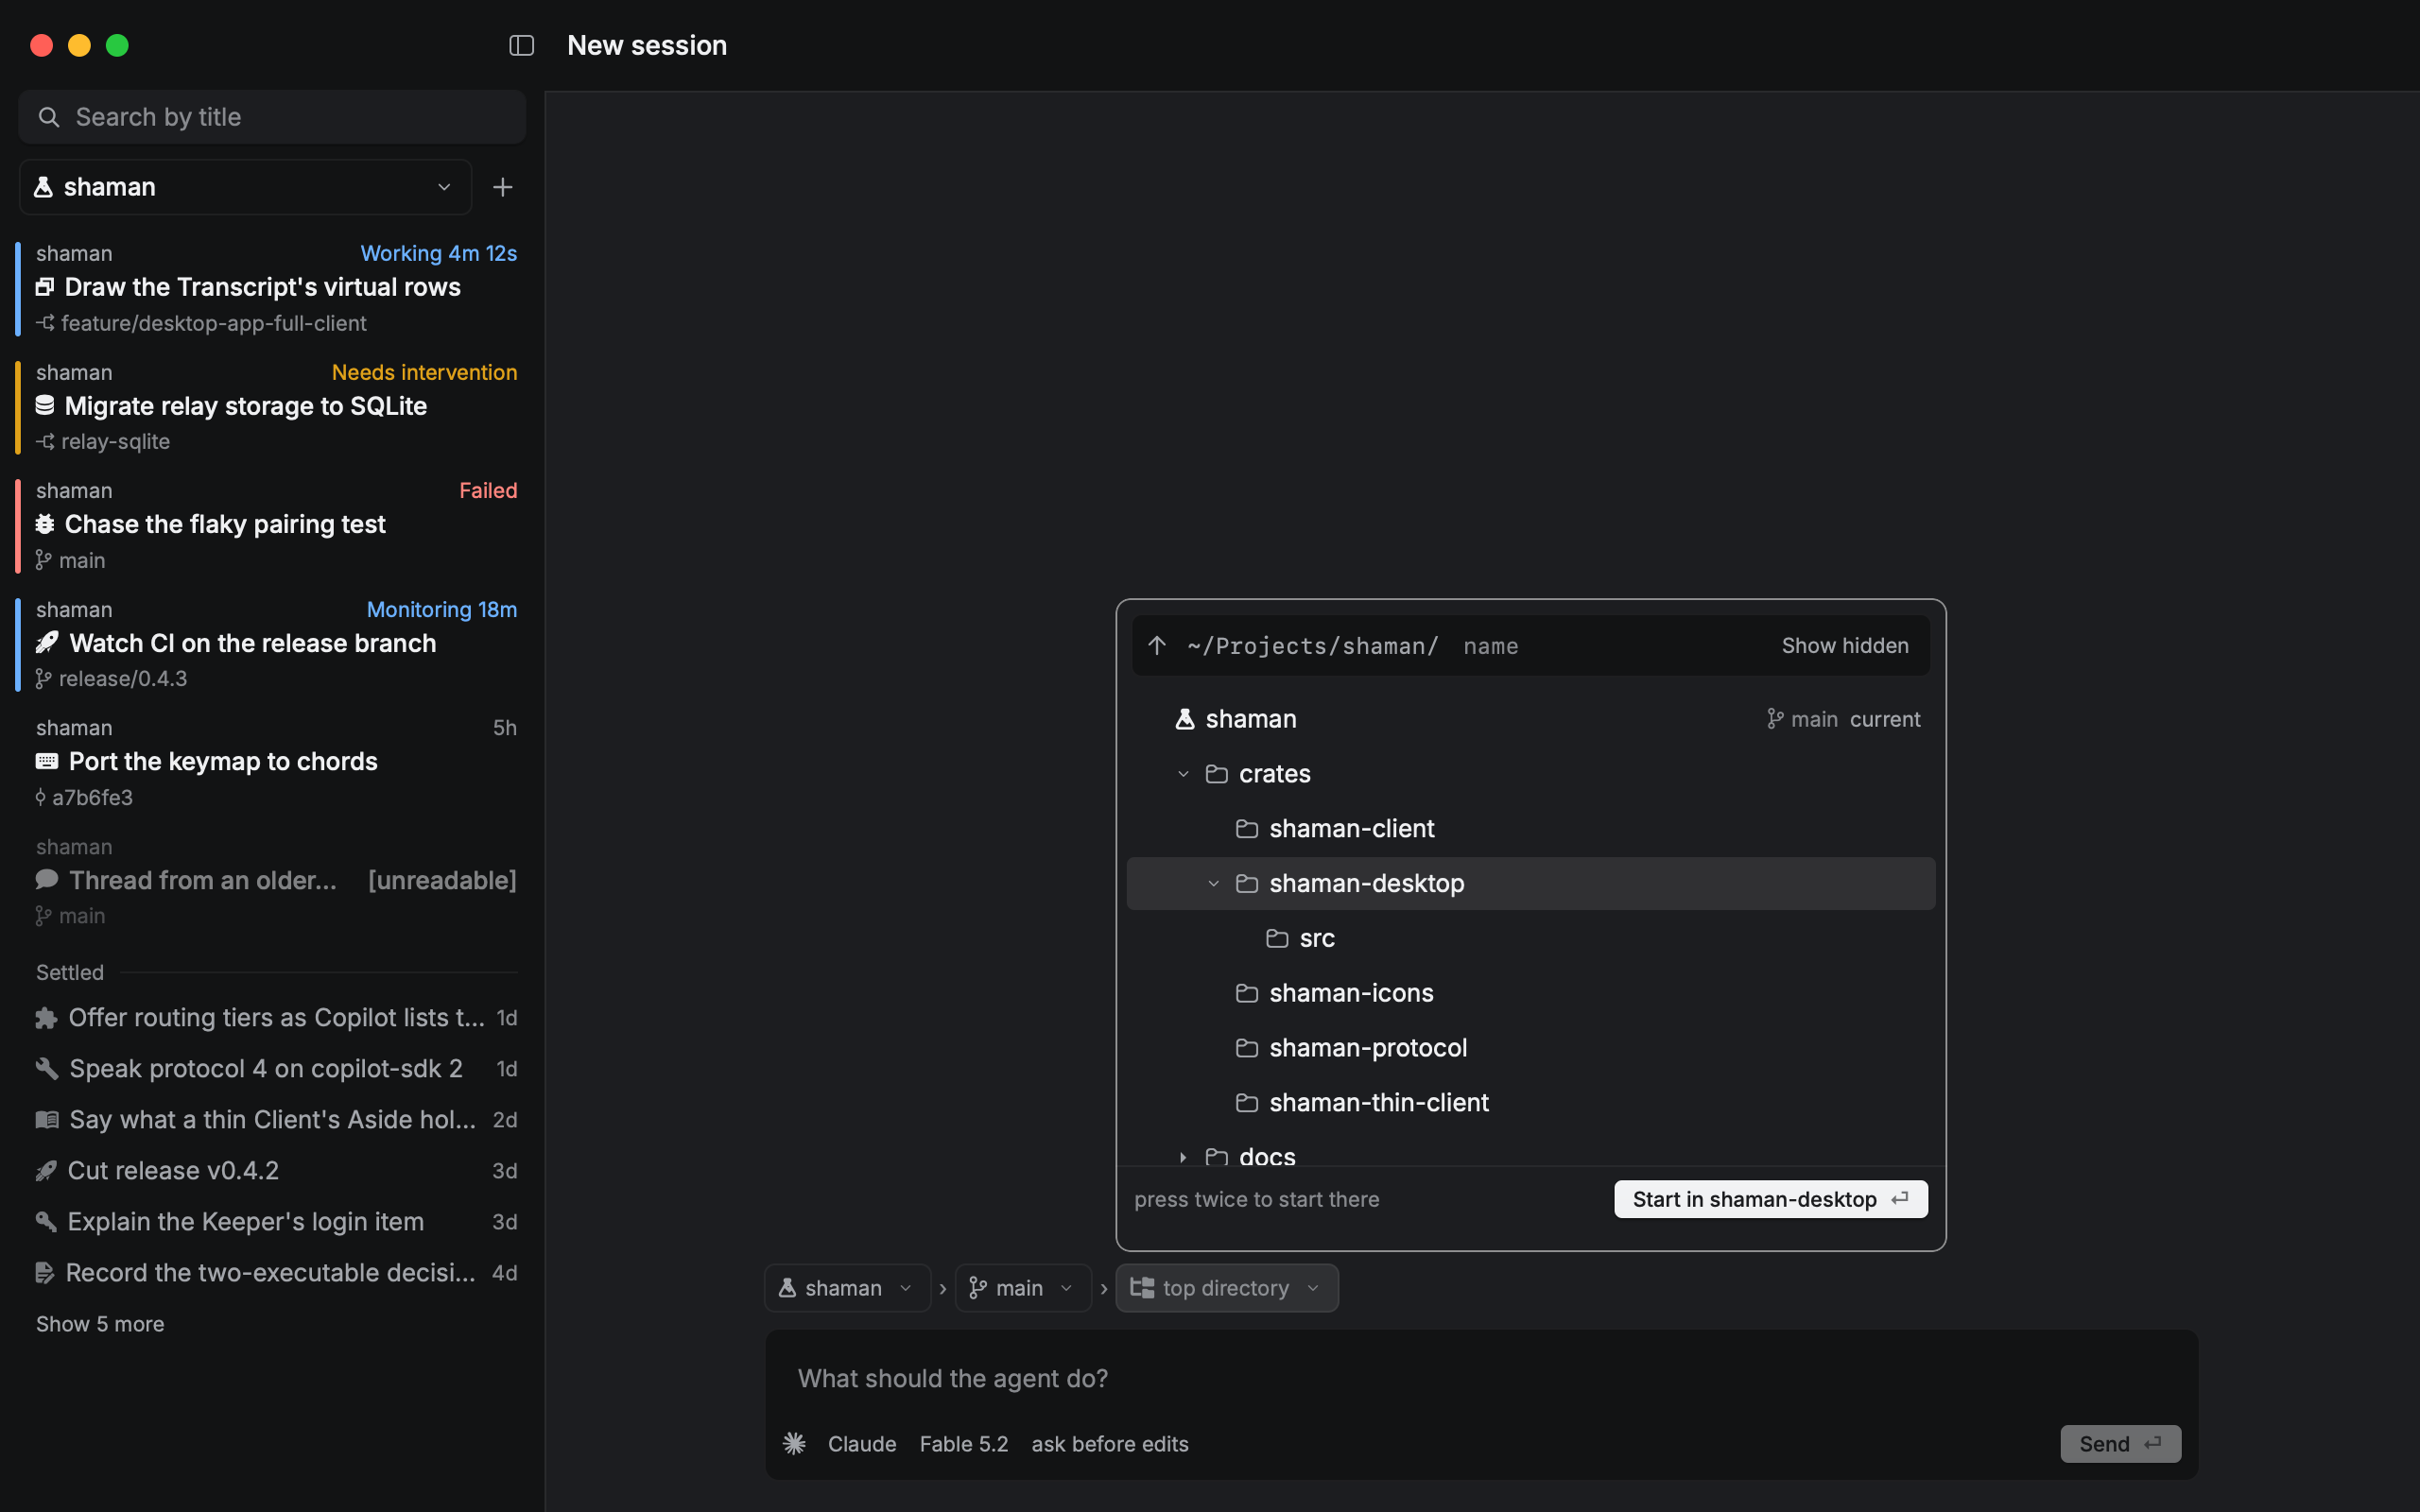 New session
Search by title
shaman
shaman Working 4m 12s
Draw the Transcript's virtual rows
feature/desktop-app-full-client
shaman Needs intervention
Migrate relay storage to SQLite
relay-sqlite
shaman Failed
Chase the flaky pairing test
main
shaman Monitoring 18m
Watch CI on the release branch
release/0.4.3
shaman 5h
Port the keymap to chords
a7b6fe3
shaman
Thread from an older... [unreadable]
main
Settled
Offer routing tiers as Copilot lists t... 1d
Speak protocol 4 on copilot-sdk 2 1d
Say what a thin Client's Aside hol... 2d
Cut release v0.4.2 3d
Explain the Keeper's login item 3d
Record the two-executable decisi... 4d
Show 5 more
~/Projects/shaman/ name Show hidden
shaman main current
crates
shaman-client
shaman-desktop
src
shaman-icons
shaman-protocol
shaman-thin-client
docs
press twice to start there Start in shaman-desktop
shaman › main › top directory
What should the agent do?
Claude Fable 5.2 ask before edits Send